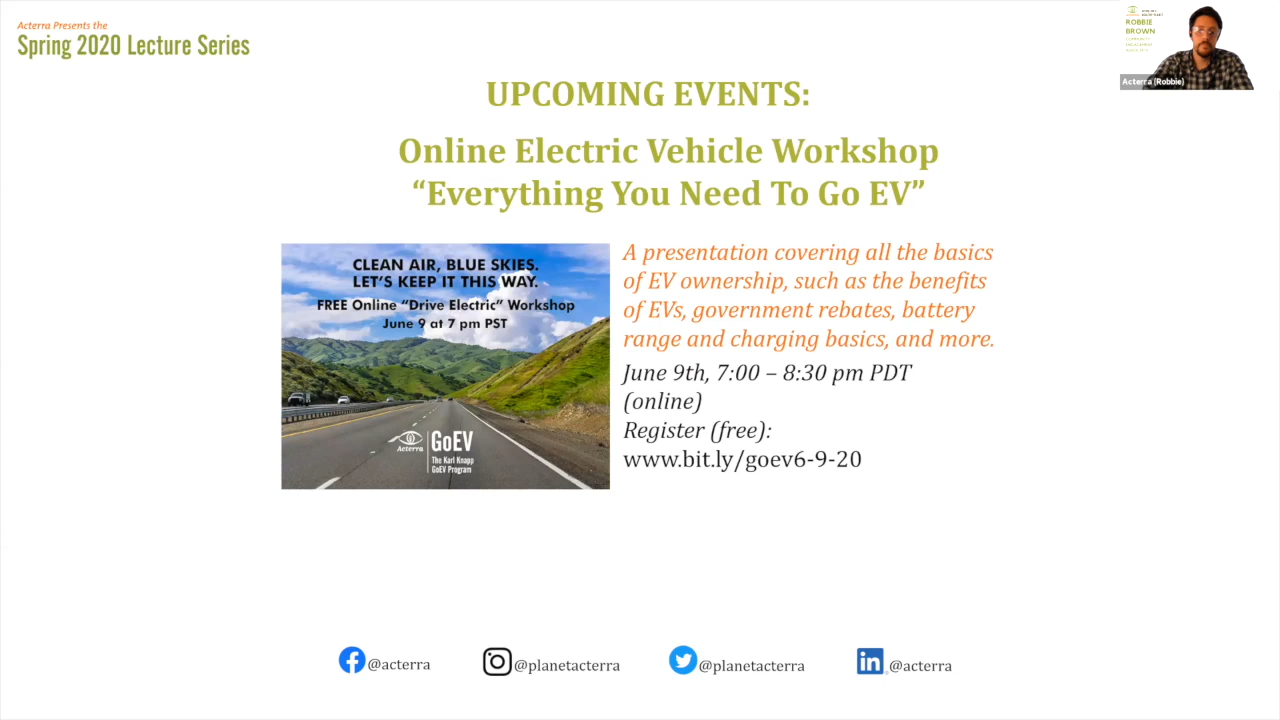 Acterra Presents the
Spring 2020 Lecture Series
ROBBIE
BROWN
Acterra (Robbie)
UPCOMING EVENTS:
Online Electric Vehicle Workshop
“Everything You Need To Go EV”
CLEAN AIR, BLUE SKIES.
LET'S KEEP IT THIS WAY.
FREE Online “Drive Electric” Workshop
June 9 at 7 pm PST
Acterra
GoEV
The Karl Knapp
GoEV Program
A presentation covering all the basics
of EV ownership, such as the benefits
of EVs, government rebates, battery
range and charging basics, and more.
June 9th, 7:00 – 8:30 pm PDT
(online)
Register (free):
www.bit.ly/goev6-9-20
@acterra
@planetacterra
@planetacterra
@acterra